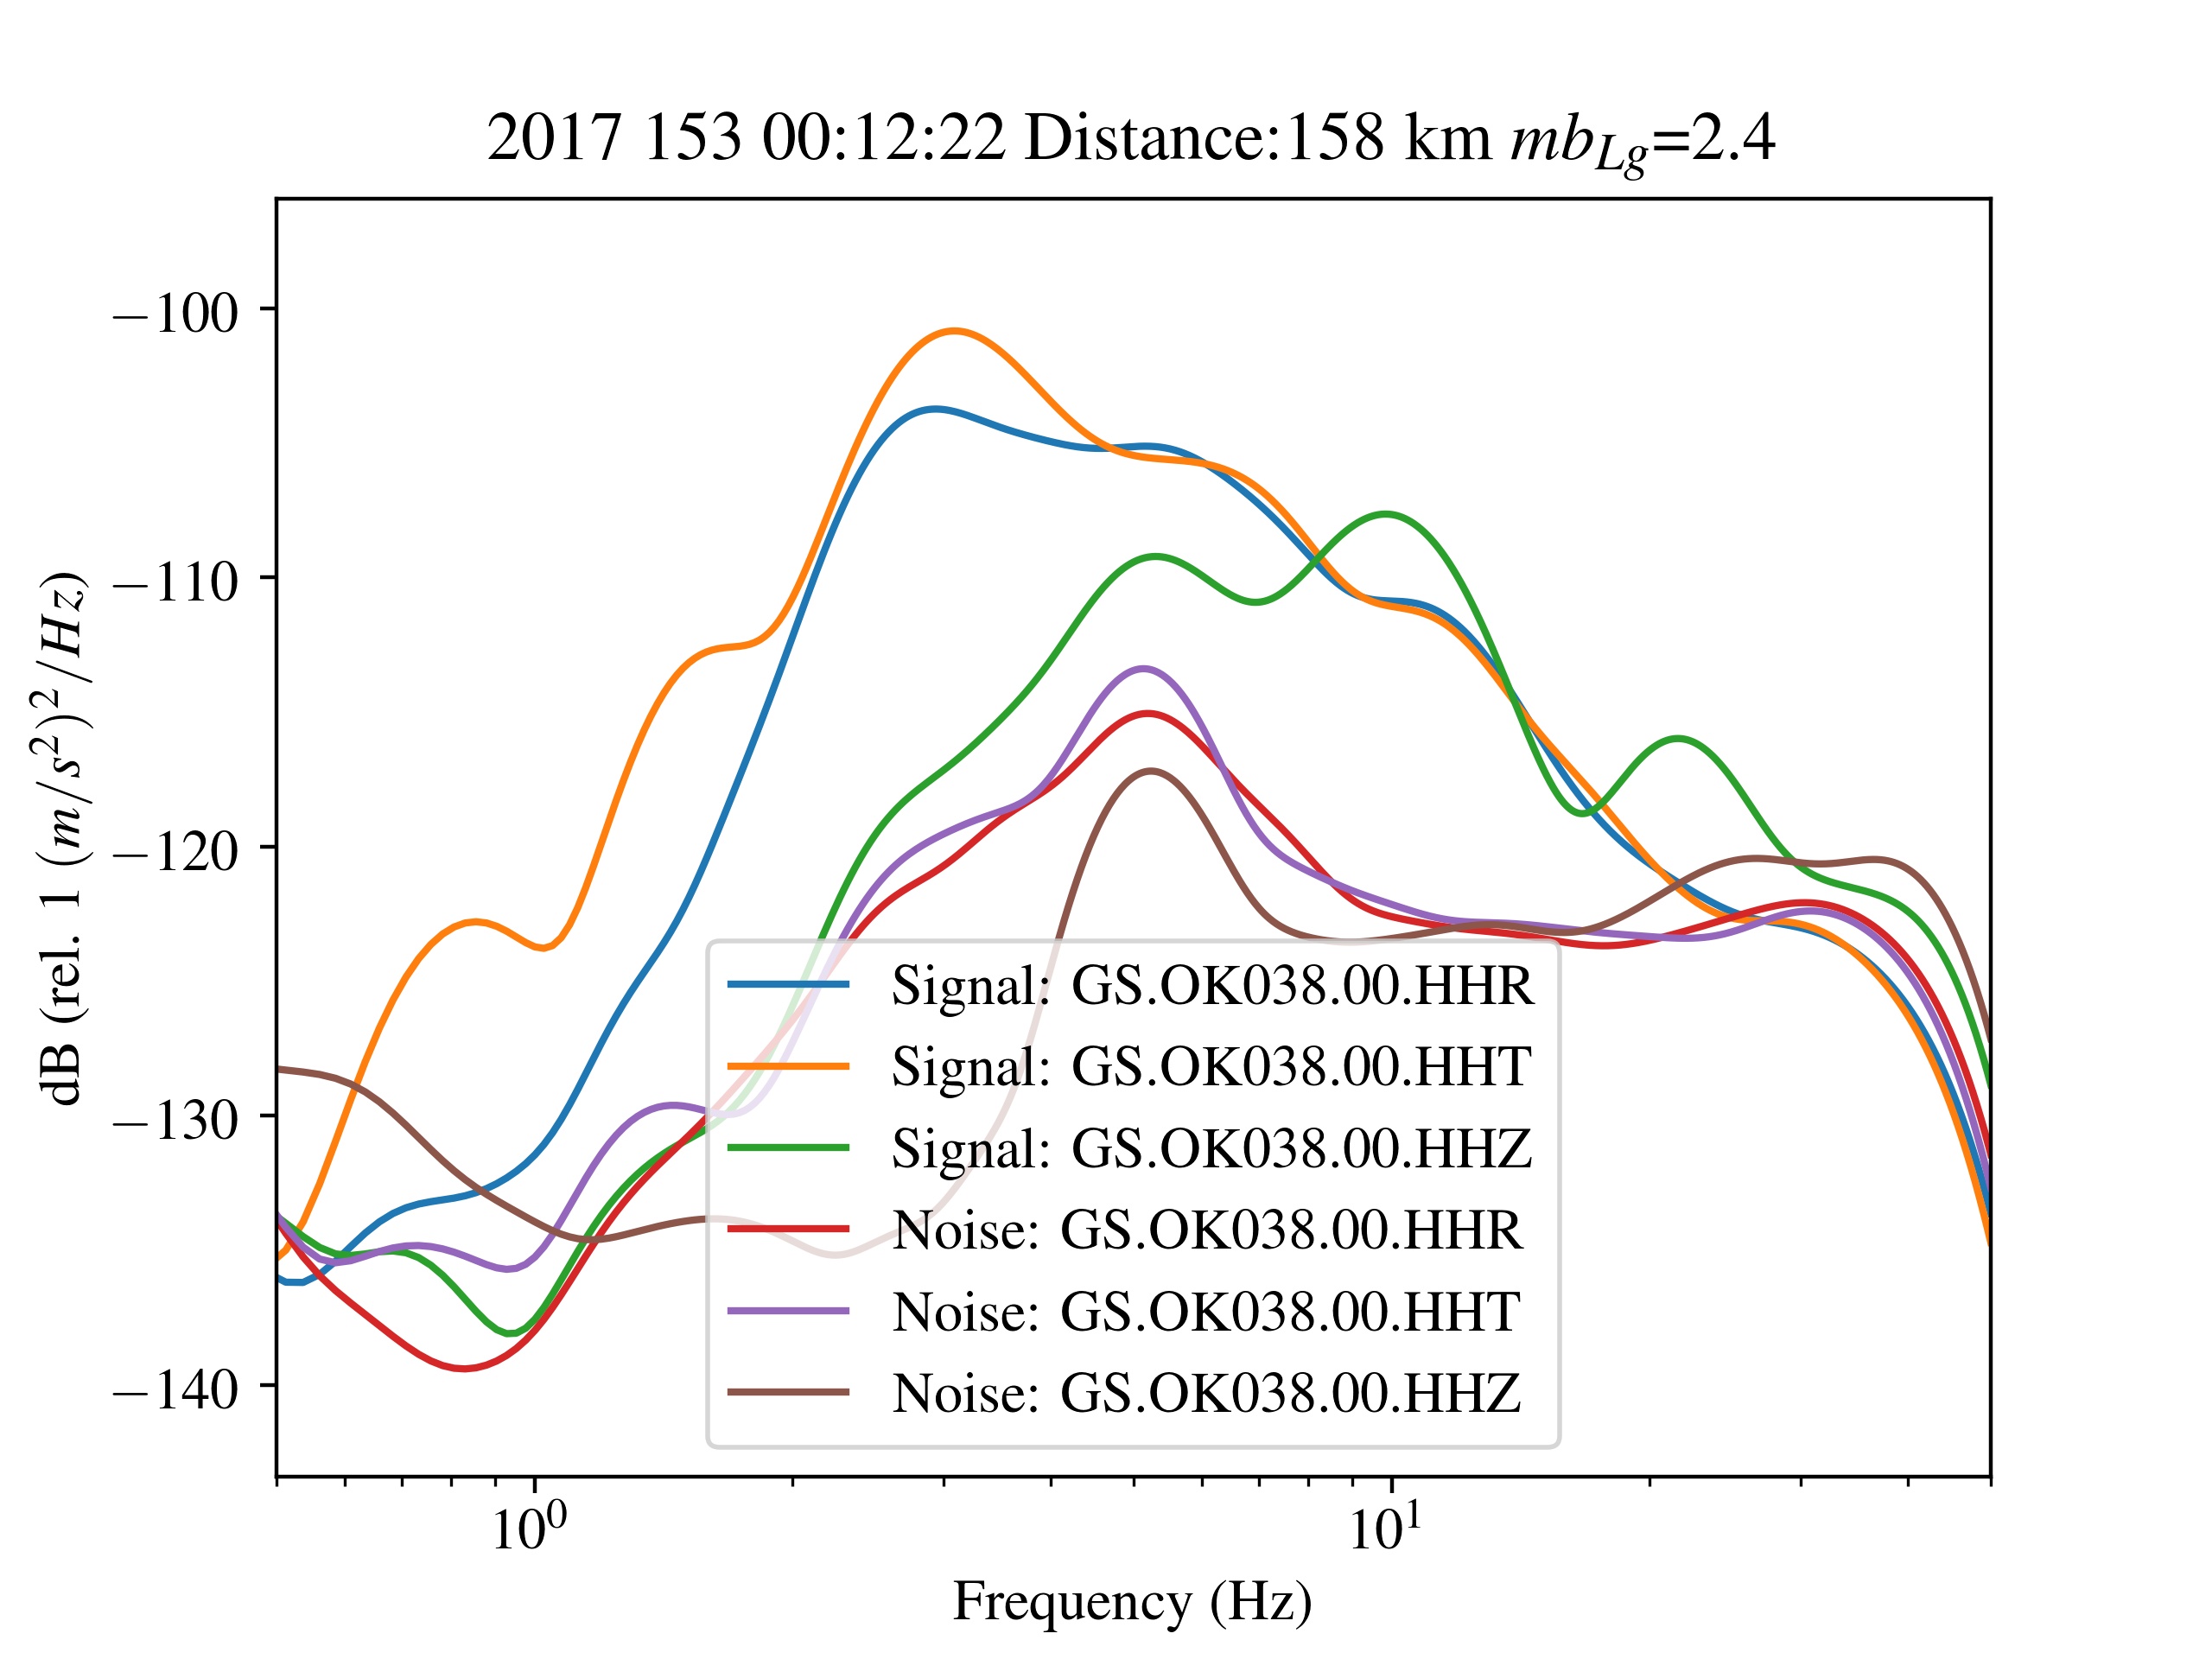 2017 153 00:12:22 Distance:158 km mb_Lg=2.4
dB (rel. 1 (m/s²)²/Hz)
−100
−110
−120
−130
−140
Signal: GS.OK038.00.HHR
Signal: GS.OK038.00.HHT
Signal: GS.OK038.00.HHZ
Noise: GS.OK038.00.HHR
Noise: GS.OK038.00.HHT
Noise: GS.OK038.00.HHZ
10⁰ 10¹
Frequency (Hz)